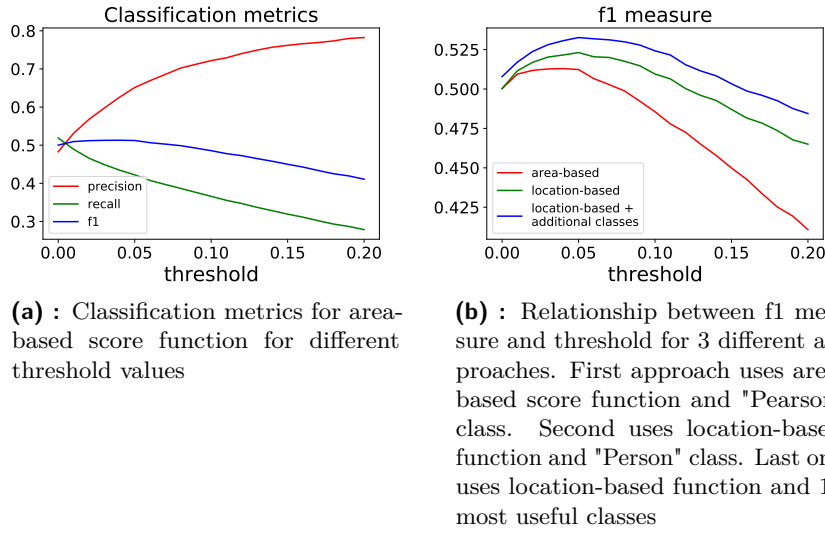 Classification metrics
0.8
0.7
0.6
0.5
0.4
0.3
precision
recall
f1
0.00 0.05 0.10 0.15 0.20
threshold
(a) : Classification metrics for area-
based score function for different
threshold values
f1 measure
0.525
0.500
0.475
0.450
0.425
area-based
location-based
location-based +
additional classes
0.00 0.05 0.10 0.15 0.20
threshold
(b) : Relationship between f1 me
sure and threshold for 3 different a
proaches. First approach uses are
based score function and "Pearson
class. Second uses location-base
function and "Person" class. Last on
uses location-based function and 1
most useful classes